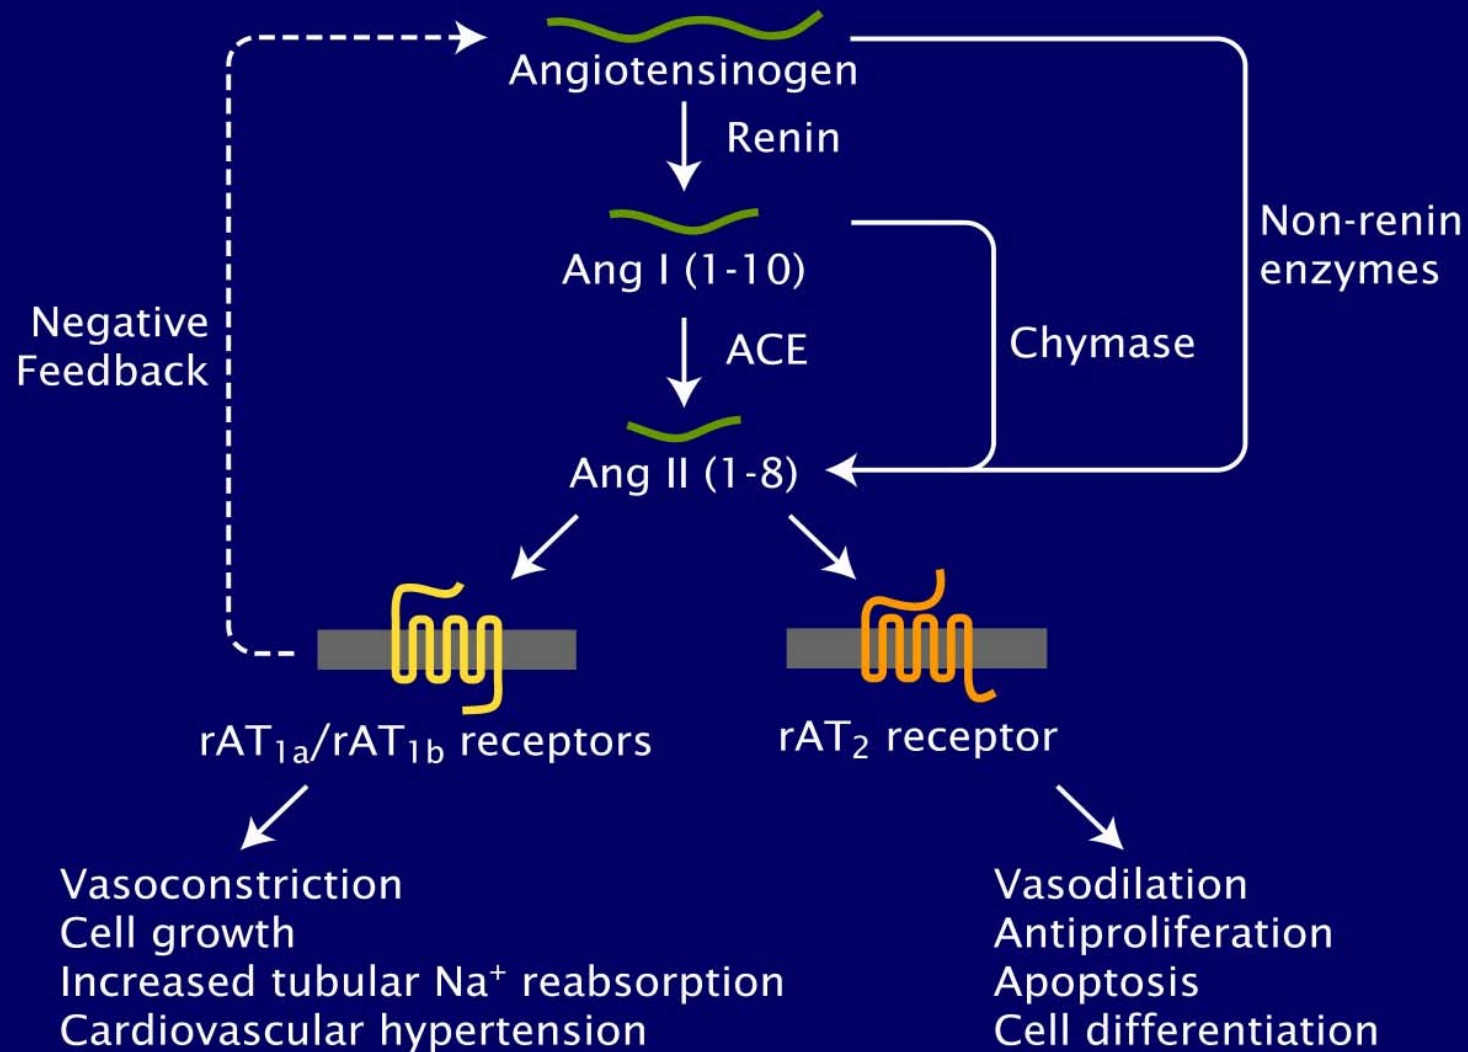 Angiotensinogen
Renin
Non-renin
enzymes
Ang I (1-10)
Negative
Feedback
ACE
Chymase
Ang II (1-8)
rAT1a/rAT1b receptors
rAT2 receptor
Vasoconstriction
Cell growth
Increased tubular Na+ reabsorption
Cardiovascular hypertension
Vasodilation
Antiproliferation
Apoptosis
Cell differentiation